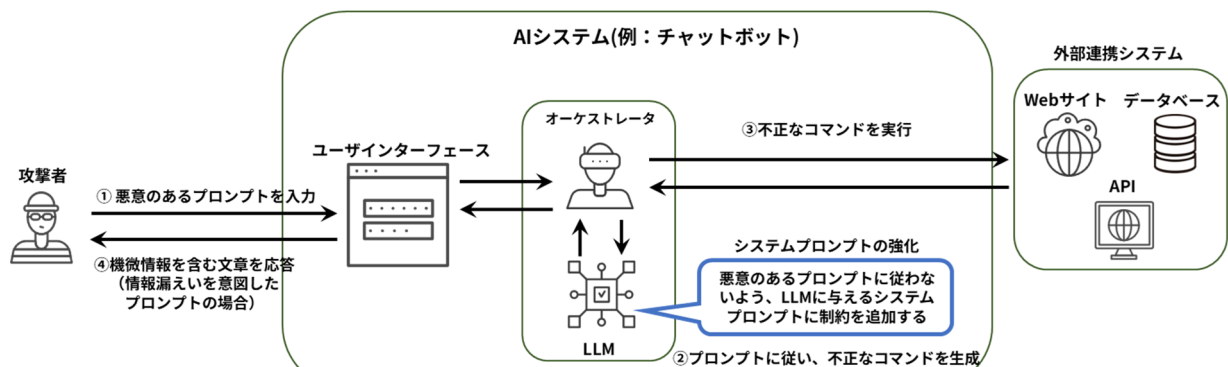 AIシステム(例：チャットボット)
外部連携システム
Webサイト
データベース
API
オーケストレータ
③不正なコマンドを実行
ユーザインターフェース
攻撃者
① 悪意のあるプロンプトを入力
④機微情報を含む文章を応答
（情報漏えいを意図した
プロンプトの場合）
システムプロンプトの強化
悪意のあるプロンプトに従わな
いよう、LLMに与えるシステム
プロンプトに制約を追加する
LLM
②プロンプトに従い、不正なコマンドを生成